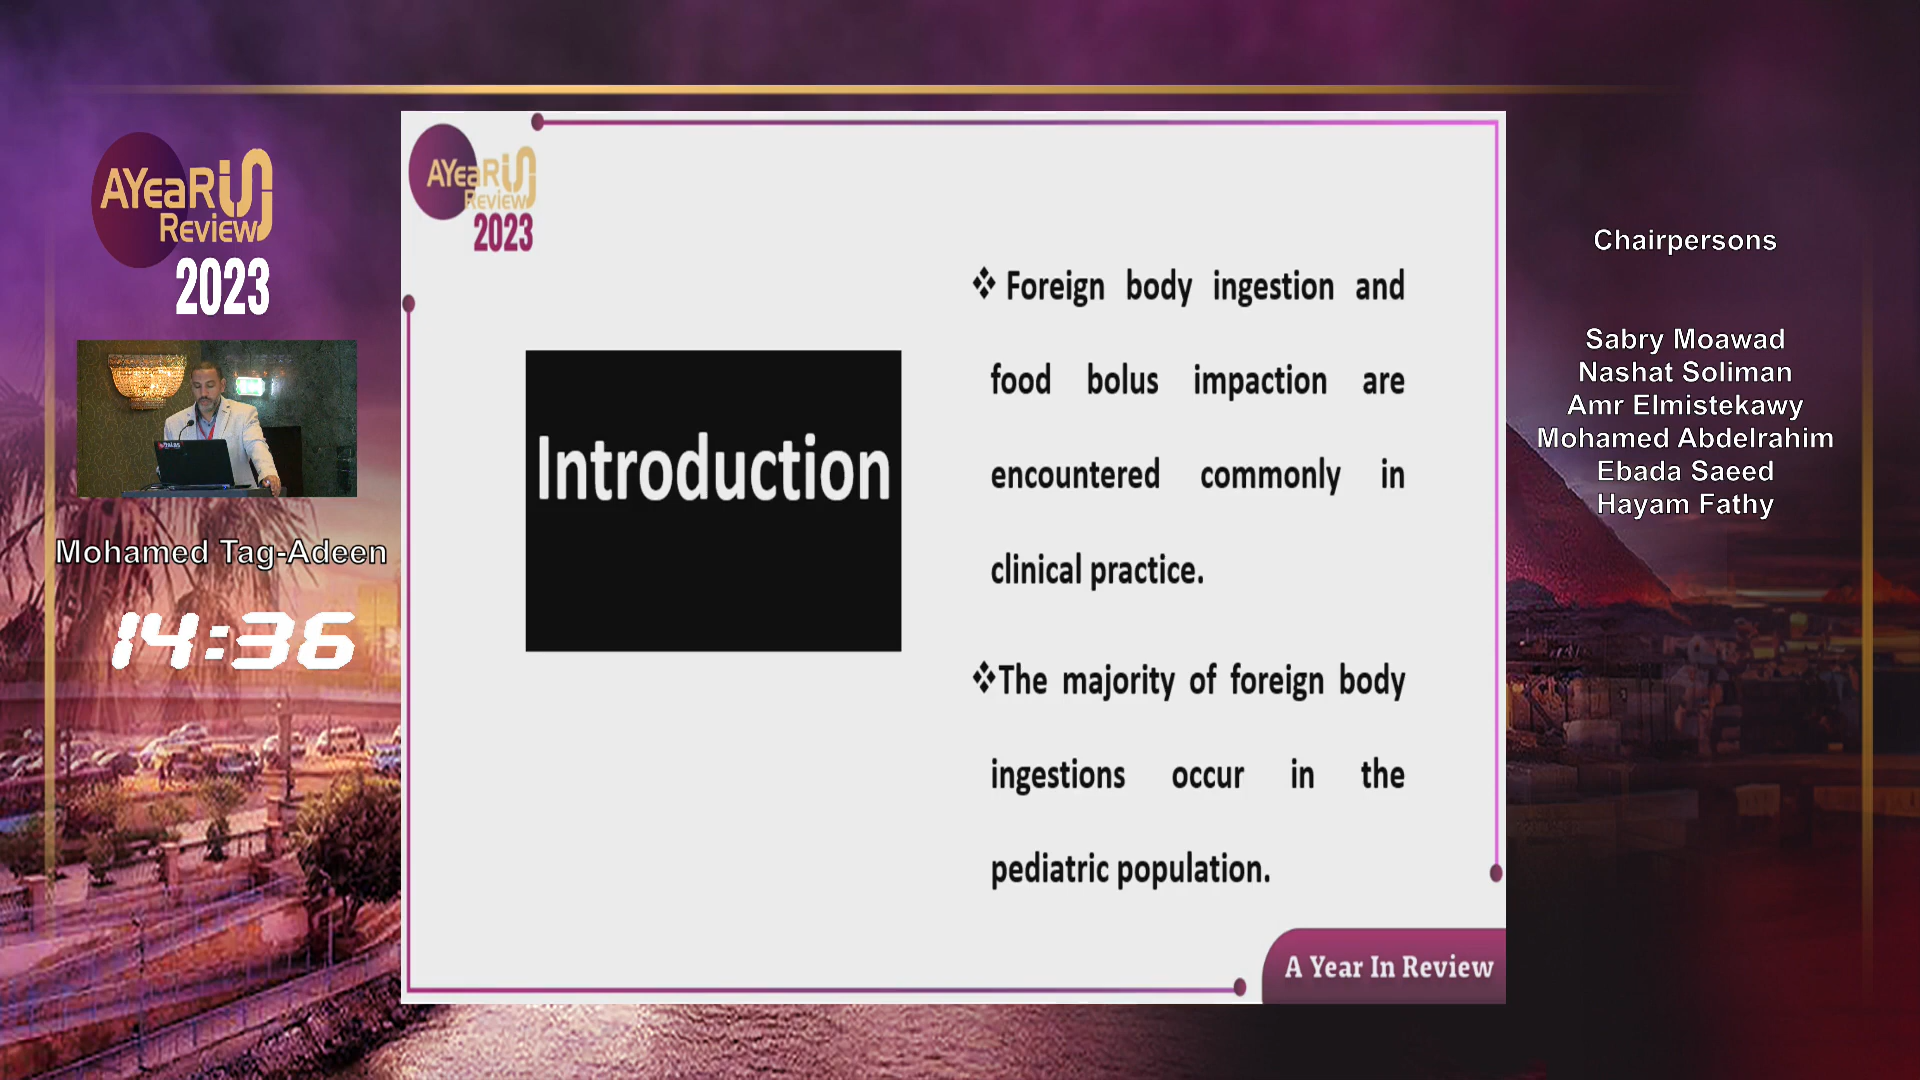 AYeaR in
Review
2023
Mohamed Tag-Adeen
14:36
AYeaR in
Review
2023
Introduction
❖ Foreign body ingestion and
food bolus impaction are
encountered commonly in
clinical practice.
❖The majority of foreign body
ingestions occur in the
pediatric population.
A Year In Review
Chairpersons
Sabry Moawad
Nashat Soliman
Amr Elmistekawy
Mohamed Abdelrahim
Ebada Saeed
Hayam Fathy